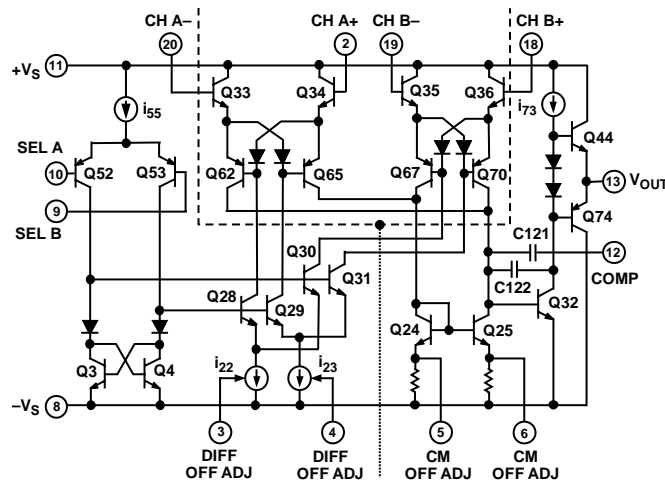 CH A– CH A+ CH B– CH B+
20 2 19 18
+VS 11
Q33 Q34 Q35 Q36
i55 i73
Q44
SEL A
10 Q52 Q53 Q62 Q65 Q67 Q70
13 VOUT
9
SEL B
Q74
C121 12
COMP
C122
Q30
Q31
Q28 Q29
Q24 Q25 Q32
Q3 Q4
i22 i23
–VS 8
3 4 5 6
DIFF
OFF ADJ
DIFF
OFF ADJ
CM
OFF ADJ
CM
OFF ADJ